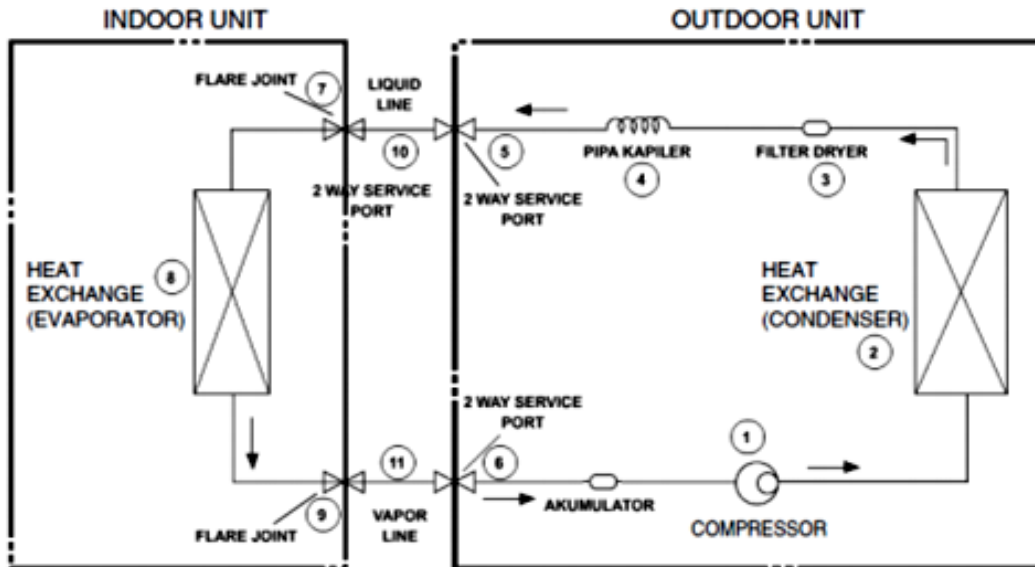 INDOOR UNIT
OUTDOOR UNIT
FLARE JOINT
7
LIQUID
LINE
10
2 WAY SERVICE
PORT
5
2 WAY SERVICE
PORT
PIPA KAPILER
4
FILTER DRYER
3
HEAT
EXCHANGE
(EVAPORATOR)
8
HEAT
EXCHANGE
(CONDENSER)
2
2 WAY SERVICE
PORT
6
11
VAPOR
LINE
9
FLARE JOINT
AKUMULATOR
1
COMPRESSOR